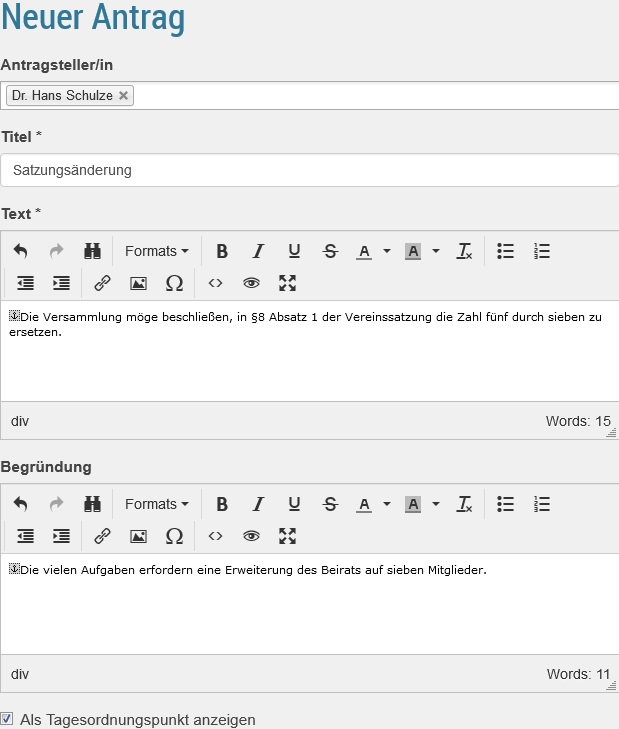 Neuer Antrag
Antragsteller/in
Dr. Hans Schulze
Titel *
Satzungsänderung
Text *
Formats B I U S A A Tx
Die Versammlung möge beschließen, in §8 Absatz 1 der Vereinssatzung die Zahl fünf durch sieben zu
ersetzen.
div Words: 15
Begründung
Formats B I U S A A Tx
Die vielen Aufgaben erfordern eine Erweiterung des Beirats auf sieben Mitglieder.
div Words: 11
Als Tagesordnungspunkt anzeigen